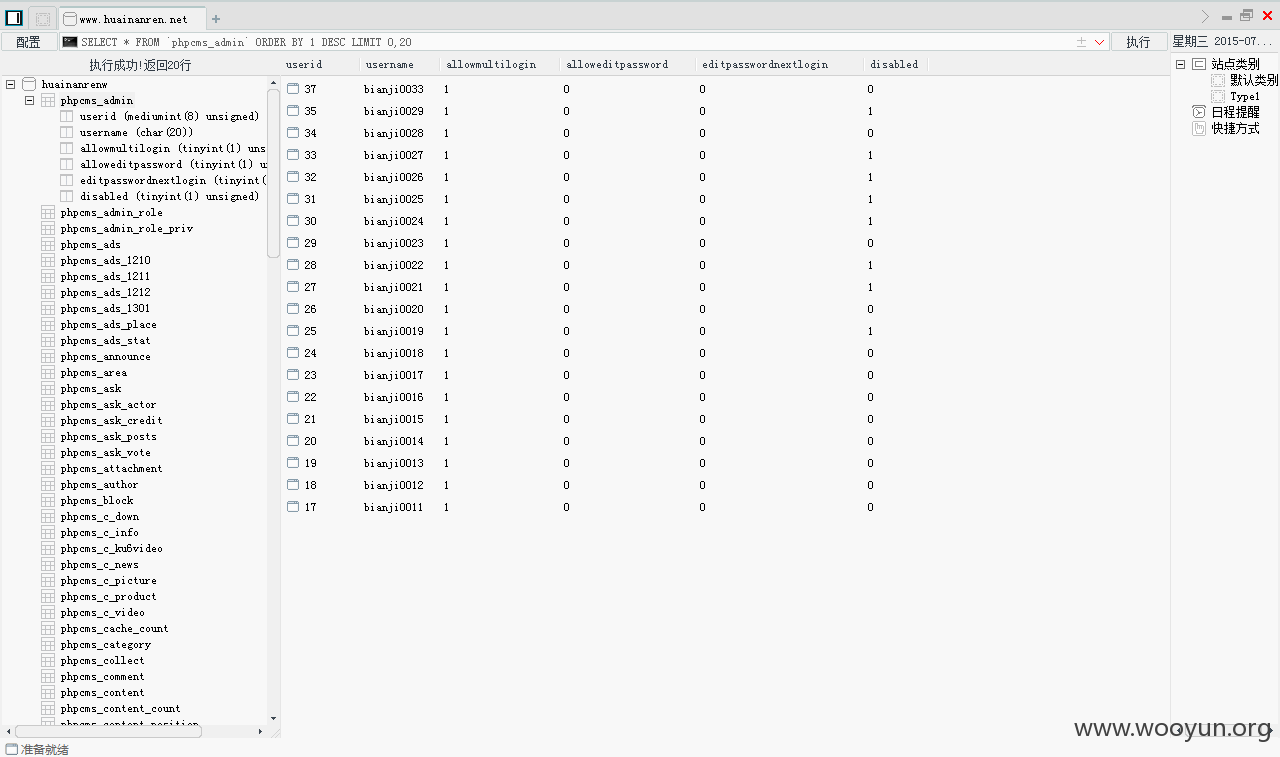 www.huainanren.net
配置 SELECT * FROM `phpcms_admin` ORDER BY 1 DESC LIMIT 0,20 执行 星期三 2015-07...
执行成功!返回20行
huainanrenw
phpcms_admin
userid (mediumint(8) unsigned)
username (char(20))
allowmultilogin (tinyint(1) uns
alloweditpassword (tinyint(1) u
editpasswordnextlogin (tinyint(
disabled (tinyint(1) unsigned)
phpcms_admin_role
phpcms_admin_role_priv
phpcms_ads
phpcms_ads_1210
phpcms_ads_1211
phpcms_ads_1212
phpcms_ads_1301
phpcms_ads_place
phpcms_ads_stat
phpcms_announce
phpcms_area
phpcms_ask
phpcms_ask_actor
phpcms_ask_credit
phpcms_ask_posts
phpcms_ask_vote
phpcms_attachment
phpcms_author
phpcms_block
phpcms_c_down
phpcms_c_info
phpcms_c_ku6video
phpcms_c_news
phpcms_c_picture
phpcms_c_product
phpcms_c_video
phpcms_cache_count
phpcms_category
phpcms_collect
phpcms_comment
phpcms_content
phpcms_content_count
phpcms_content_position
userid username allowmultilogin alloweditpassword editpasswordnextlogin disabled
37 bianji0033 1 0 0 0
35 bianji0029 1 0 0 1
34 bianji0028 1 0 0 0
33 bianji0027 1 0 0 1
32 bianji0026 1 0 0 1
31 bianji0025 1 0 0 1
30 bianji0024 1 0 0 1
29 bianji0023 1 0 0 0
28 bianji0022 1 0 0 1
27 bianji0021 1 0 0 1
26 bianji0020 1 0 0 0
25 bianji0019 1 0 0 1
24 bianji0018 1 0 0 0
23 bianji0017 1 0 0 0
22 bianji0016 1 0 0 0
21 bianji0015 1 0 0 0
20 bianji0014 1 0 0 0
19 bianji0013 1 0 0 0
18 bianji0012 1 0 0 0
17 bianji0011 1 0 0 0
站点类别
默认类别
Type1
日程提醒
快捷方式
www.wooyun.org
准备就绪